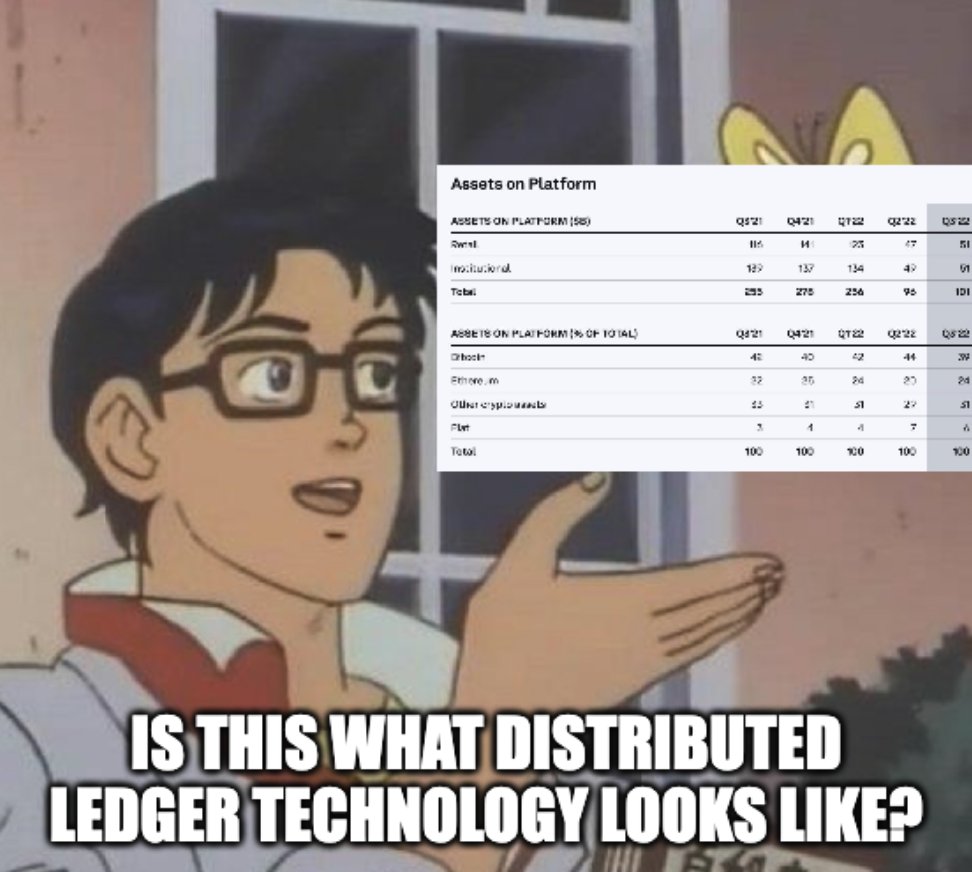 Assets on Platform
ASSETS ON PLATFORM ($B) Q3'21 Q4'21 Q1'22 Q2'22 Q3'22
Retail 116 141 123 47 51
Institutional 139 137 134 49 51
Total 255 278 256 96 101
ASSETS ON PLATFORM (% OF TOTAL) Q3'21 Q4'21 Q1'22 Q2'22 Q3'22
Bitcoin 42 40 42 44 39
Ethereum 22 25 24 20 24
Other crypto assets 33 31 31 29 31
Fiat 3 4 4 7 6
Total 100 100 100 100 100
IS THIS WHAT DISTRIBUTED
LEDGER TECHNOLOGY LOOKS LIKE?